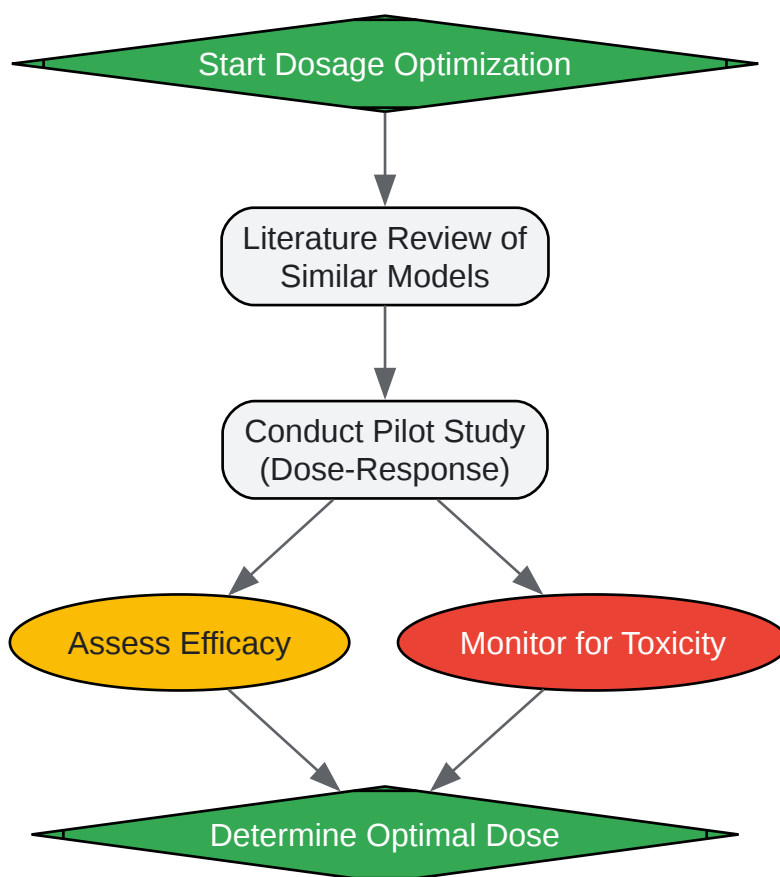 Start Dosage Optimization
Literature Review of
Similar Models
Conduct Pilot Study
(Dose-Response)
Assess Efficacy
Monitor for Toxicity
Determine Optimal Dose